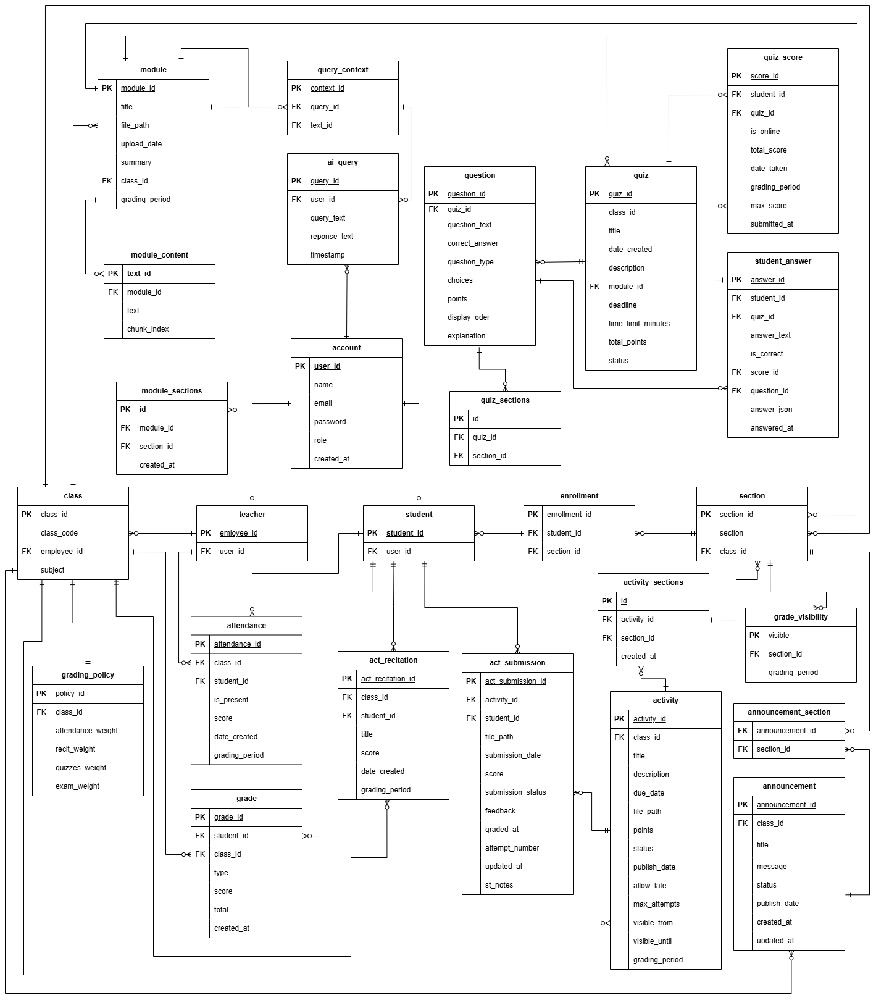 module
PK module_id
title
file_path
upload_date
summary
FK class_id
grading_period
query_context
PK context_id
FK query_id
FK text_id
quiz_score
PK score_id
FK student_id
FK quiz_id
is_online
total_score
date_taken
grading_period
max_score
submitted_at
ai_query
PK query_id
FK user_id
query_text
reponse_text
timestamp
question
PK question_id
FK quiz_id
question_text
correct_answer
question_type
choices
points
display_oder
explanation
quiz
PK quiz_id
class_id
title
date_created
description
FK module_id
deadline
time_limit_minutes
total_points
status
module_content
PK text_id
FK module_id
text
chunk_index
student_answer
PK answer_id
FK student_id
FK quiz_id
answer_text
is_correct
FK score_id
FK question_id
answer_json
answered_at
account
PK user_id
name
email
password
role
created_at
module_sections
PK id
FK module_id
FK section_id
created_at
quiz_sections
PK id
FK quiz_id
FK section_id
class
PK class_id
class_code
FK employee_id
subject
teacher
PK emloyee_id
FK user_id
student
PK student_id
FK user_id
enrollment
PK enrollment_id
FK student_id
FK section_id
section
PK section_id
section
FK class_id
activity_sections
PK id
FK activity_id
FK section_id
created_at
grade_visibility
PK visible
FK section_id
grading_period
attendance
PK attendance_id
FK class_id
FK student_id
is_present
score
date_created
grading_period
act_recitation
PK act_recitation_id
FK class_id
FK student_id
title
score
date_created
grading_period
act_submission
PK act_submission_id
FK activity_id
FK student_id
file_path
submission_date
score
submission_status
feedback
graded_at
attempt_number
updated_at
st_notes
grading_policy
PK policy_id
FK class_id
attendance_weight
recit_weight
quizzes_weight
exam_weight
activity
PK activity_id
FK class_id
title
description
due_date
file_path
points
status
publish_date
allow_late
max_attempts
visible_from
visible_until
grading_period
announcement_section
FK announcement_id
FK section_id
grade
PK grade_id
FK student_id
FK class_id
type
score
total
created_at
announcement
PK announcement_id
FK class_id
title
message
status
publish_date
created_at
uodated_at